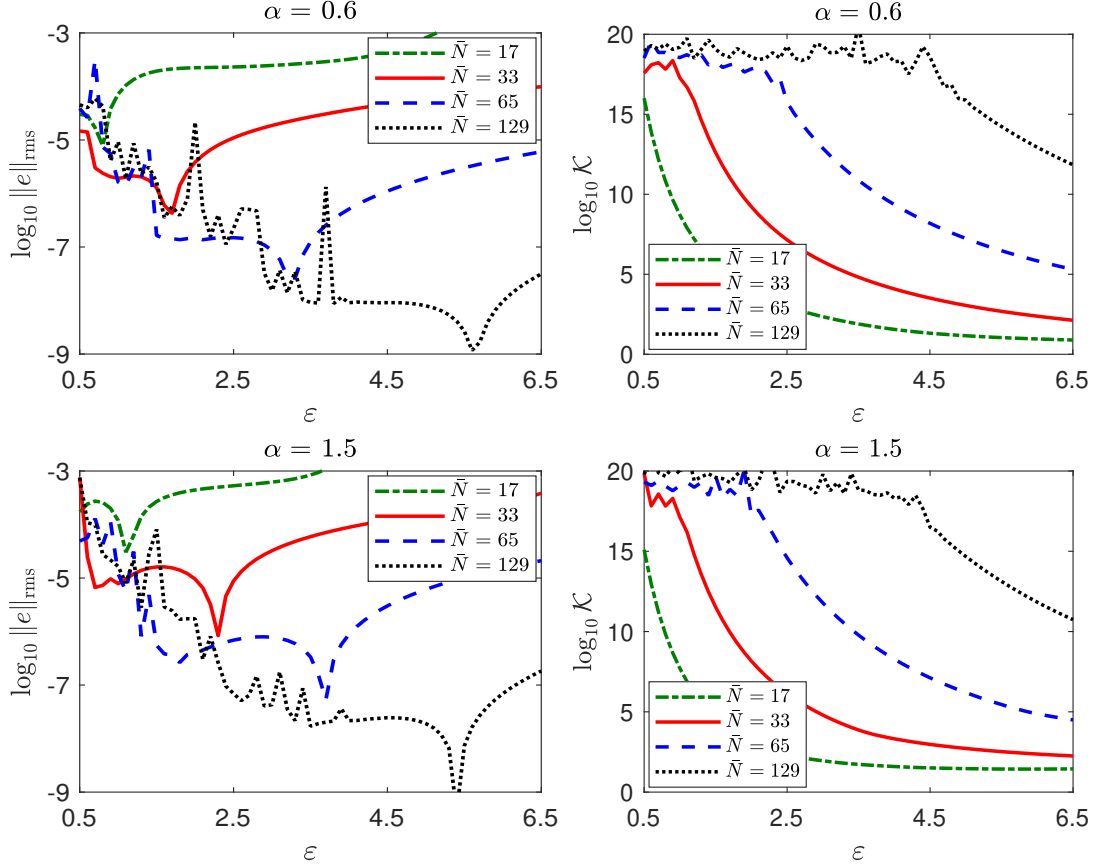 α = 0.6
-3
-5
-7
-9
log₁₀ ||e||rms
N̄ = 17
N̄ = 33
N̄ = 65
N̄ = 129
0.5 2.5 4.5 6.5
ε
α = 0.6
20
15
10
5
0
log₁₀ 𝒦
N̄ = 17
N̄ = 33
N̄ = 65
N̄ = 129
0.5 2.5 4.5 6.5
ε
α = 1.5
-3
-5
-7
-9
log₁₀ ||e||rms
N̄ = 17
N̄ = 33
N̄ = 65
N̄ = 129
0.5 2.5 4.5 6.5
ε
α = 1.5
20
15
10
5
0
log₁₀ 𝒦
N̄ = 17
N̄ = 33
N̄ = 65
N̄ = 129
0.5 2.5 4.5 6.5
ε